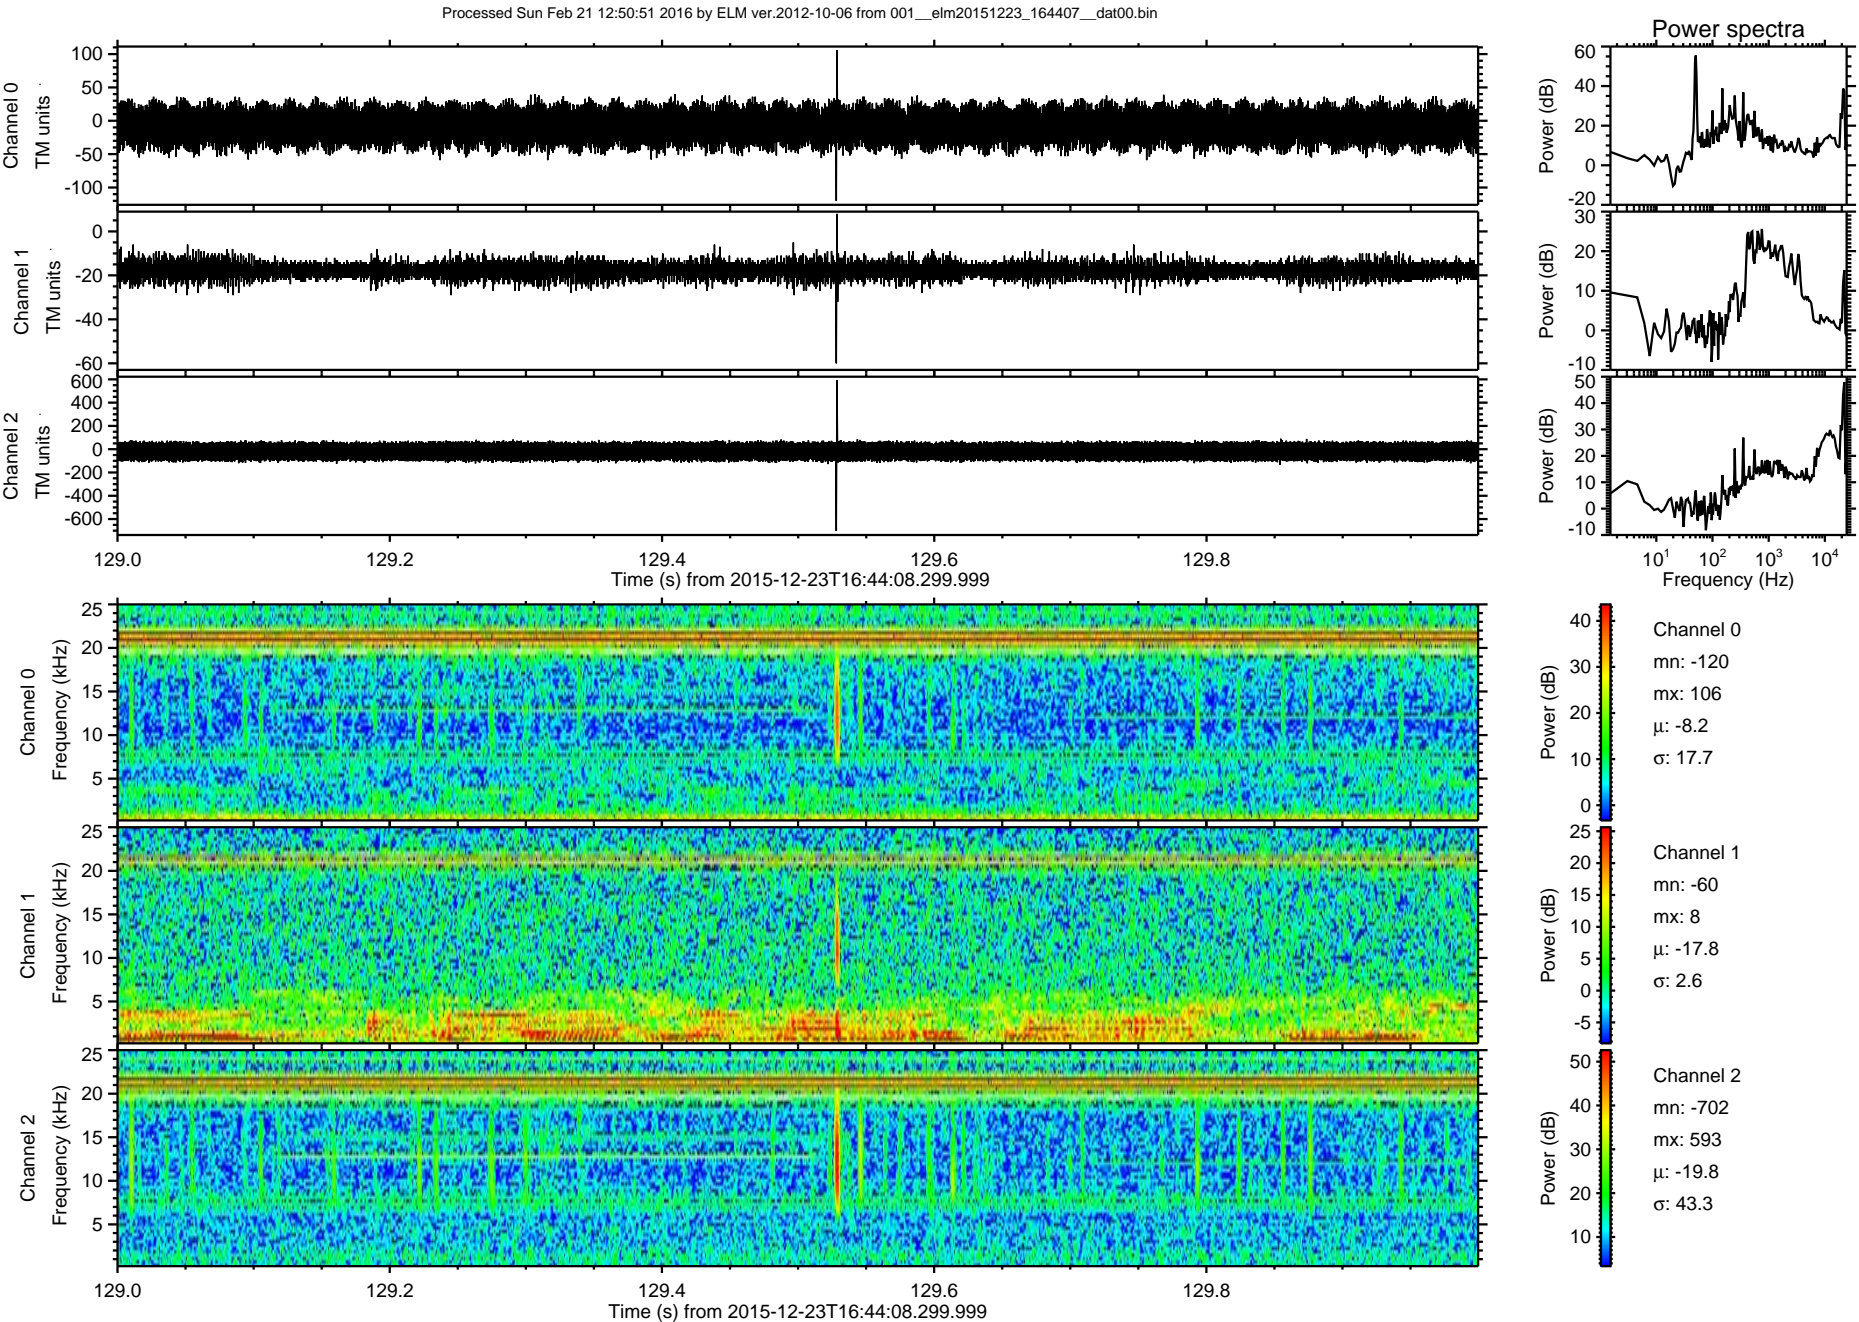 Processed Sun Feb 21 12:50:51 2016 by ELM ver.2012-10-06 from 001__elm20151223_164407__dat00.bin
Power spectra
Channel 0
TM units
100
50
0
-50
-100
Power (dB)
60
40
20
0
-20
Channel 1
TM units
0
-20
-40
-60
Power (dB)
30
20
10
0
-10
Channel 2
TM units
600
400
200
0
-200
-400
-600
Power (dB)
50
40
30
20
10
0
-10
129.0 129.2 129.4 129.6 129.8
Time (s) from 2015-12-23T16:44:08.299.999
10^1 10^2 10^3 10^4
Frequency (Hz)
Channel 0
Frequency (kHz)
25
20
15
10
5
Power (dB)
40
30
20
10
0
Channel 0
mn: -120
mx: 106
μ: -8.2
σ: 17.7
Channel 1
Frequency (kHz)
25
20
15
10
5
Power (dB)
25
20
15
10
5
0
-5
Channel 1
mn: -60
mx: 8
μ: -17.8
σ: 2.6
Channel 2
Frequency (kHz)
25
20
15
10
5
Power (dB)
50
40
30
20
10
Channel 2
mn: -702
mx: 593
μ: -19.8
σ: 43.3
129.0 129.2 129.4 129.6 129.8
Time (s) from 2015-12-23T16:44:08.299.999